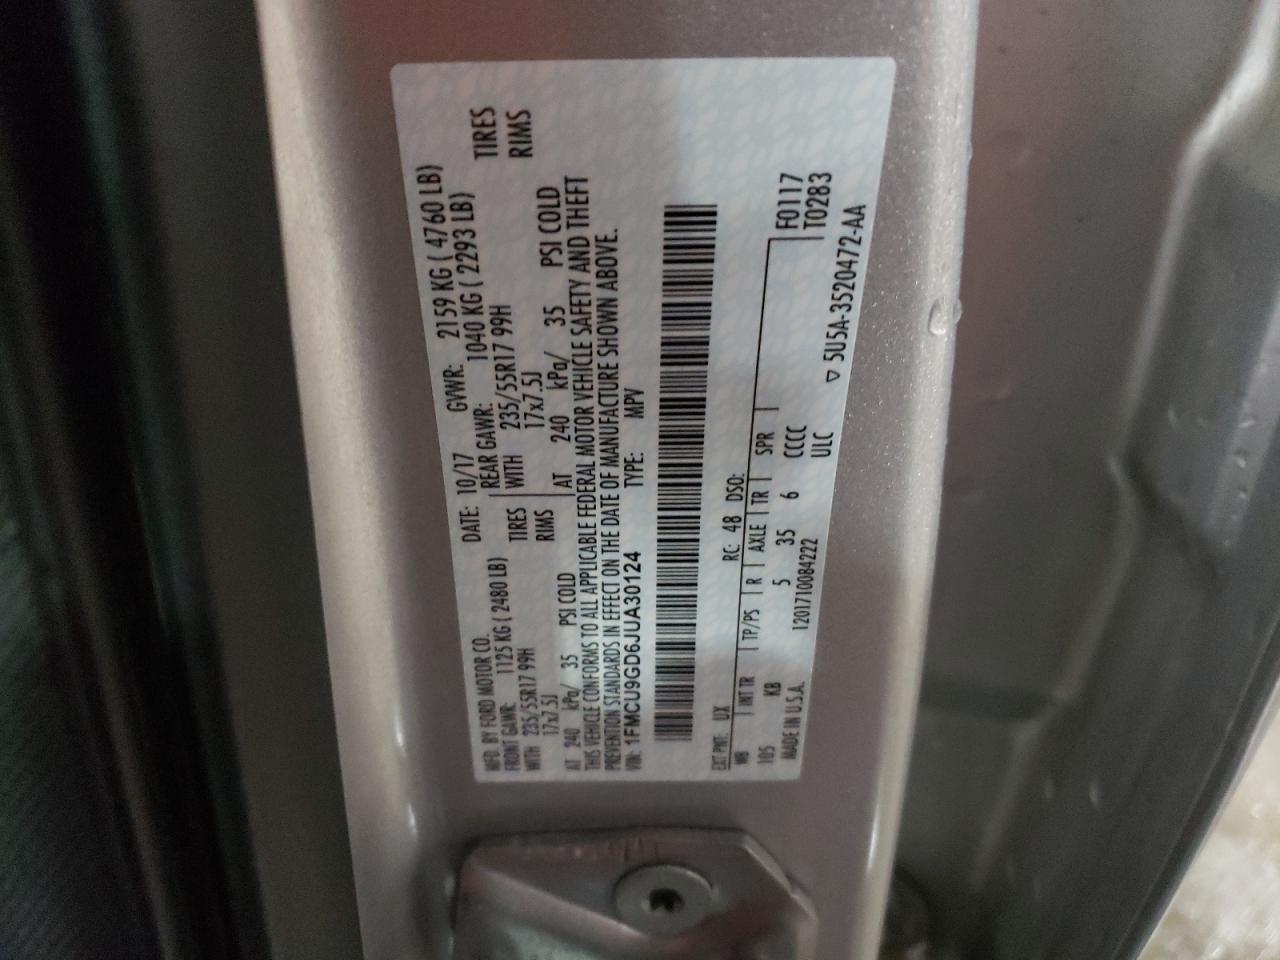 MFD. BY FORD MOTOR CO.
DATE: 10/17 GVWR: 2159 KG ( 4760 LB)
FRONT GAWR: 1125 KG ( 2480 LB) REAR GAWR: 1040 KG ( 2293 LB)
WITH 235/55R17 99H TIRES WITH 235/55R17 99H TIRES
17x7.5J RIMS 17x7.5J RIMS
AT 240 kPa/ 35 PSI COLD AT 240 kPa/ 35 PSI COLD
THIS VEHICLE CONFORMS TO ALL APPLICABLE FEDERAL MOTOR VEHICLE SAFETY AND THEFT
PREVENTION STANDARDS IN EFFECT ON THE DATE OF MANUFACTURE SHOWN ABOVE.
VIN: 1FMCU9GD6JUA30124 TYPE: MPV
EXT PNT: UX RC: 48 DSO:
WB INT TR TP/PS R AXLE TR SPR F0117
105 KB 5 35 6 CCCC T0283
MADE IN U.S.A. 1201710084222 ULC
▽ 5U5A-3520472-AA